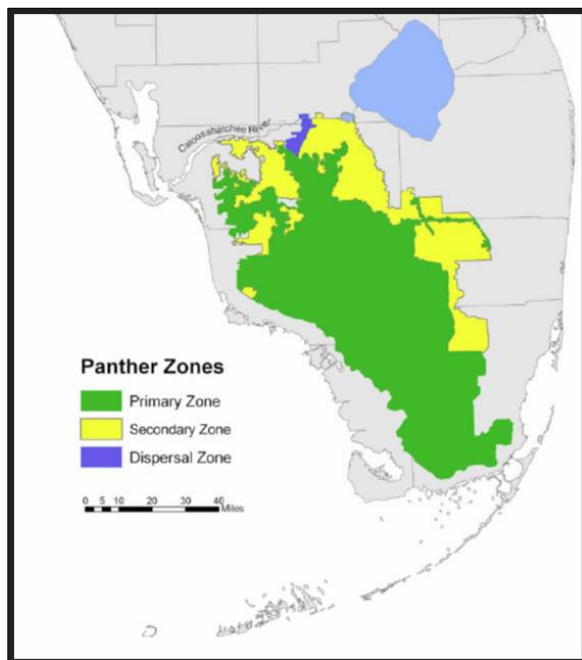 Caloosahatchee River
Panther Zones
Primary Zone
Secondary Zone
Dispersal Zone
0 5 10 20 30 40
Miles